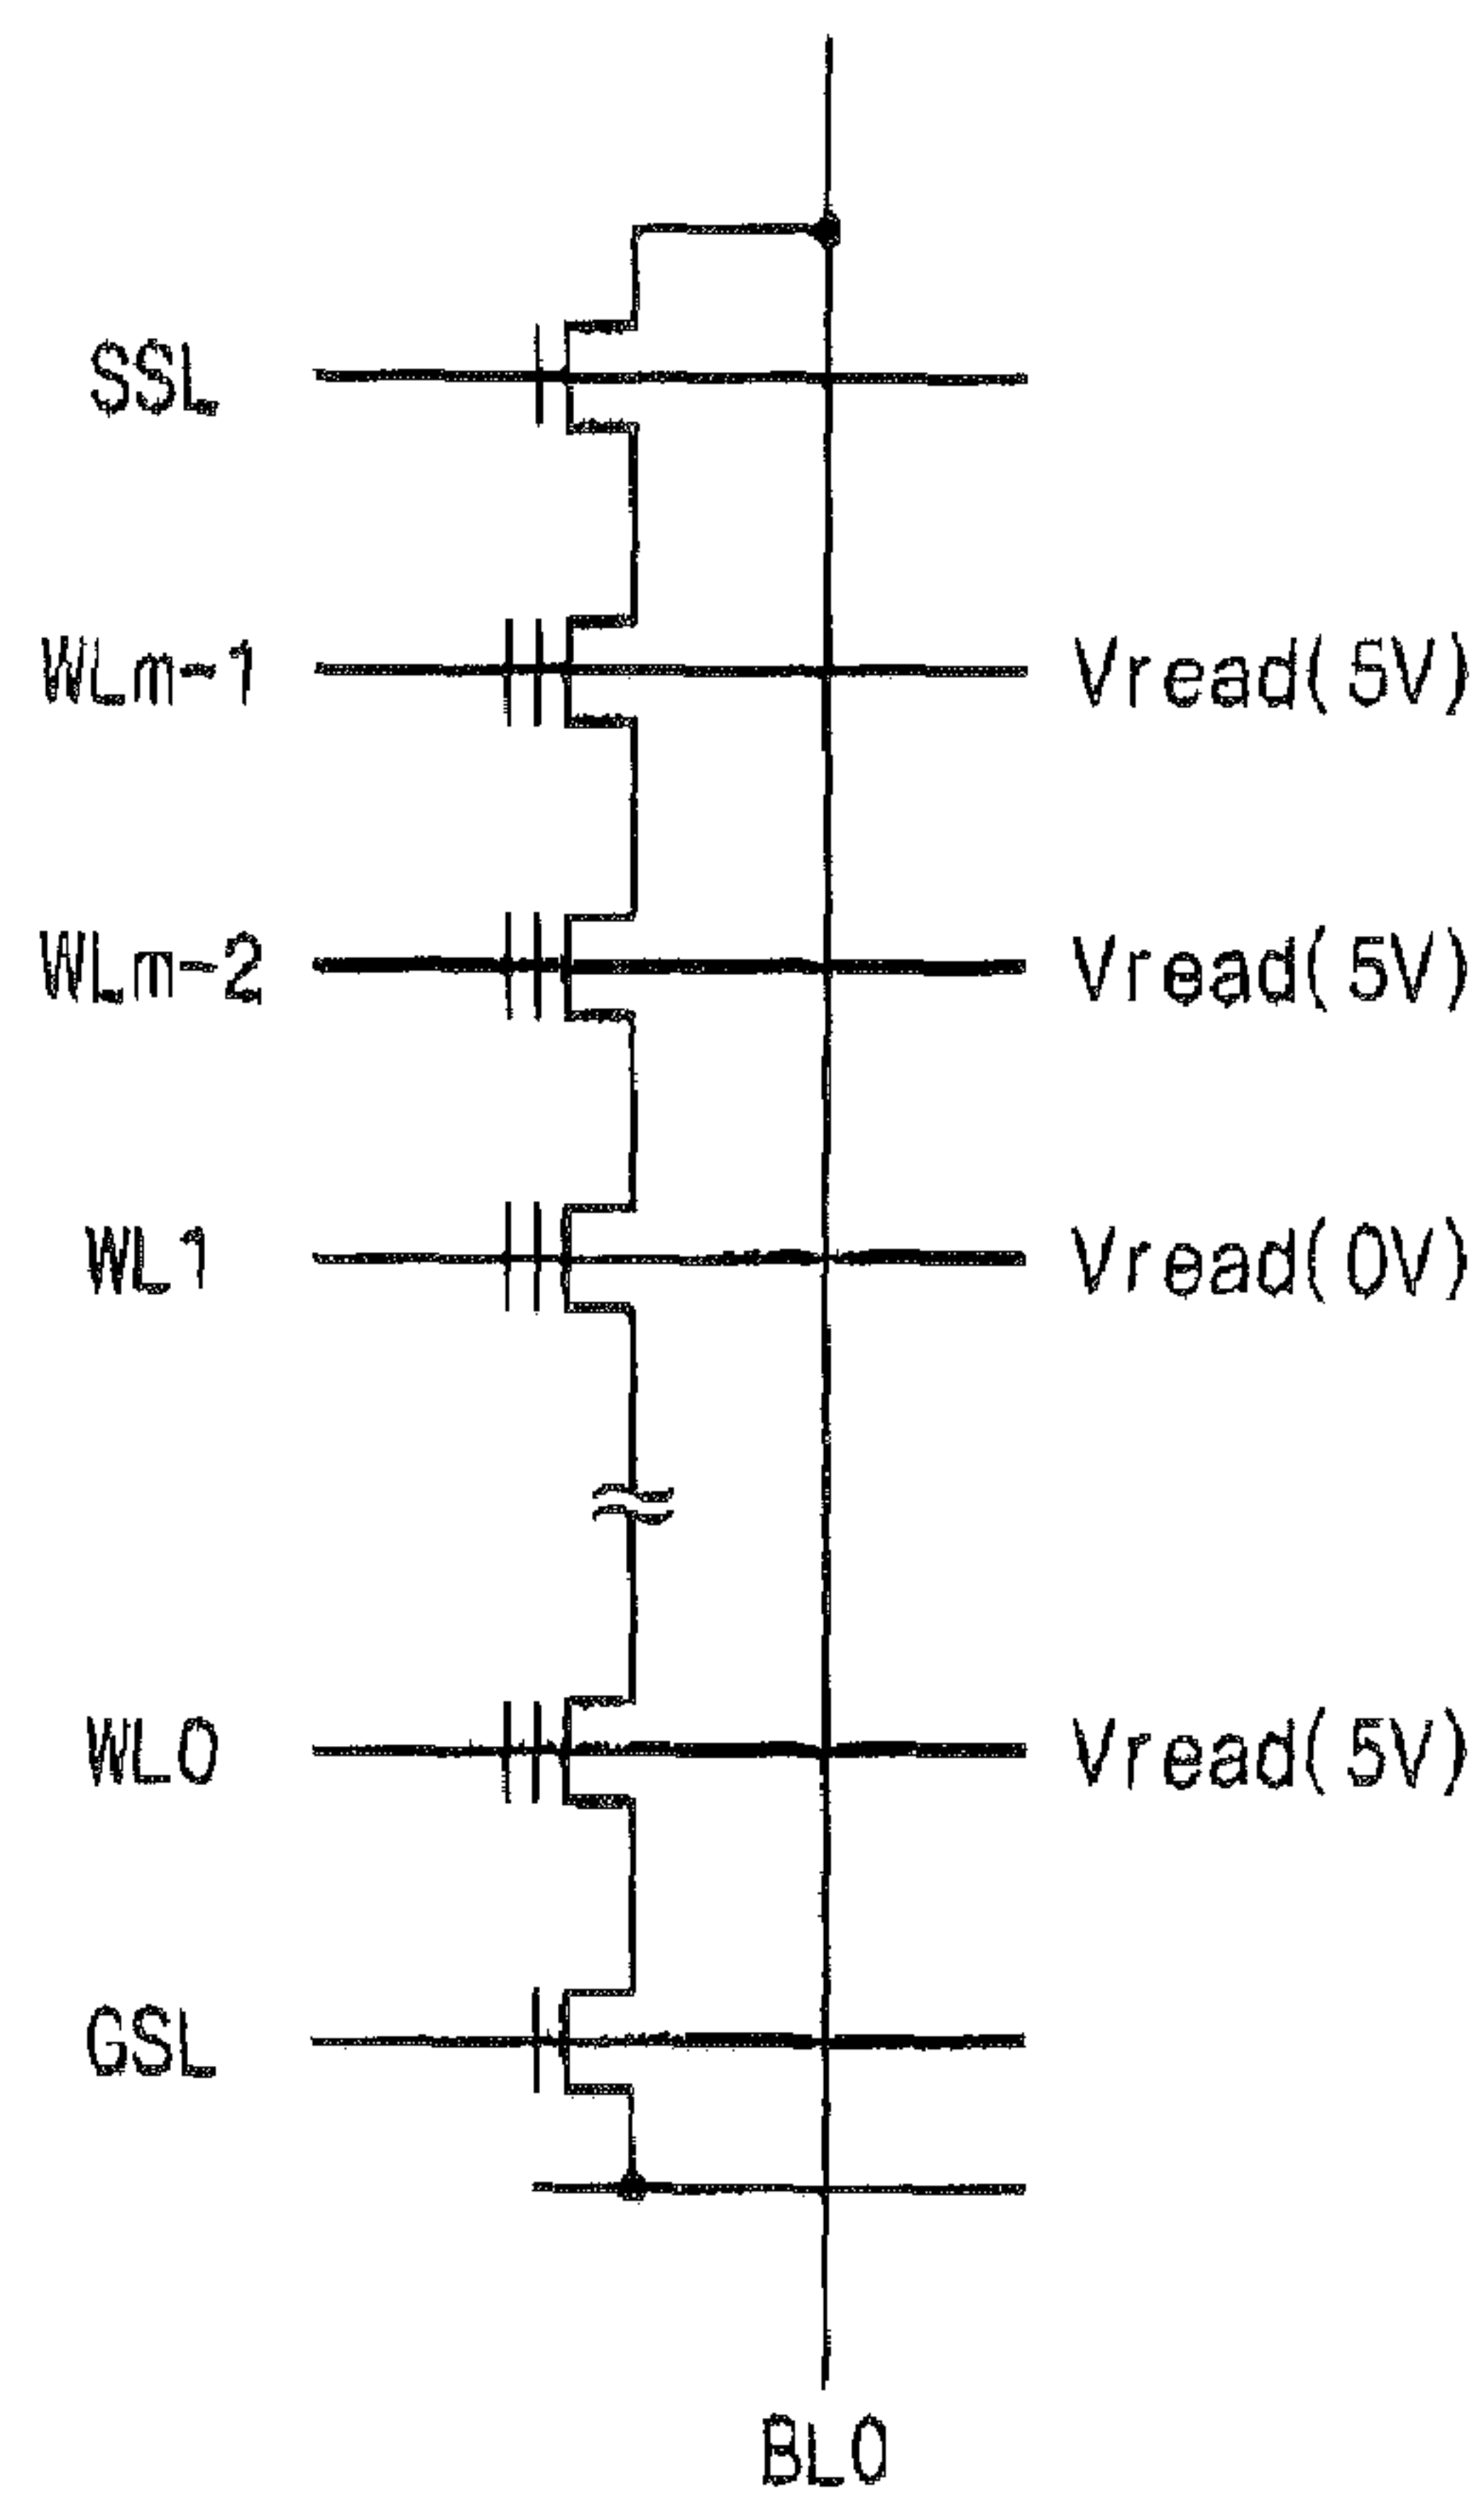 SSL
WLm-1 Vread(5V)
WLm-2 Vread(5V)
WL1 Vread(0V)
WL0 Vread(5V)
GSL
BL0